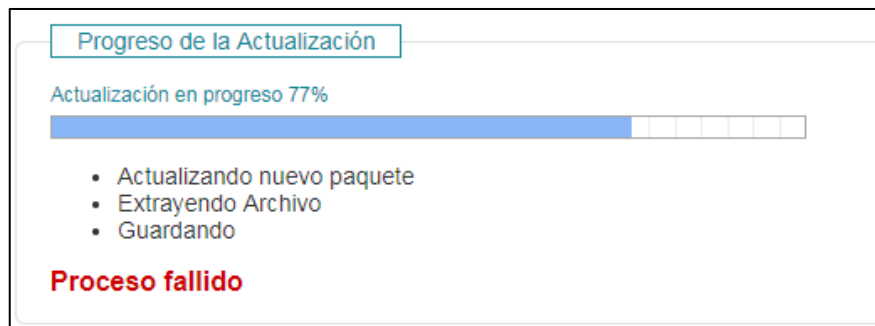 Progreso de la Actualización
Actualización en progreso 77%
Actualizando nuevo paquete
Extrayendo Archivo
Guardando
Proceso fallido